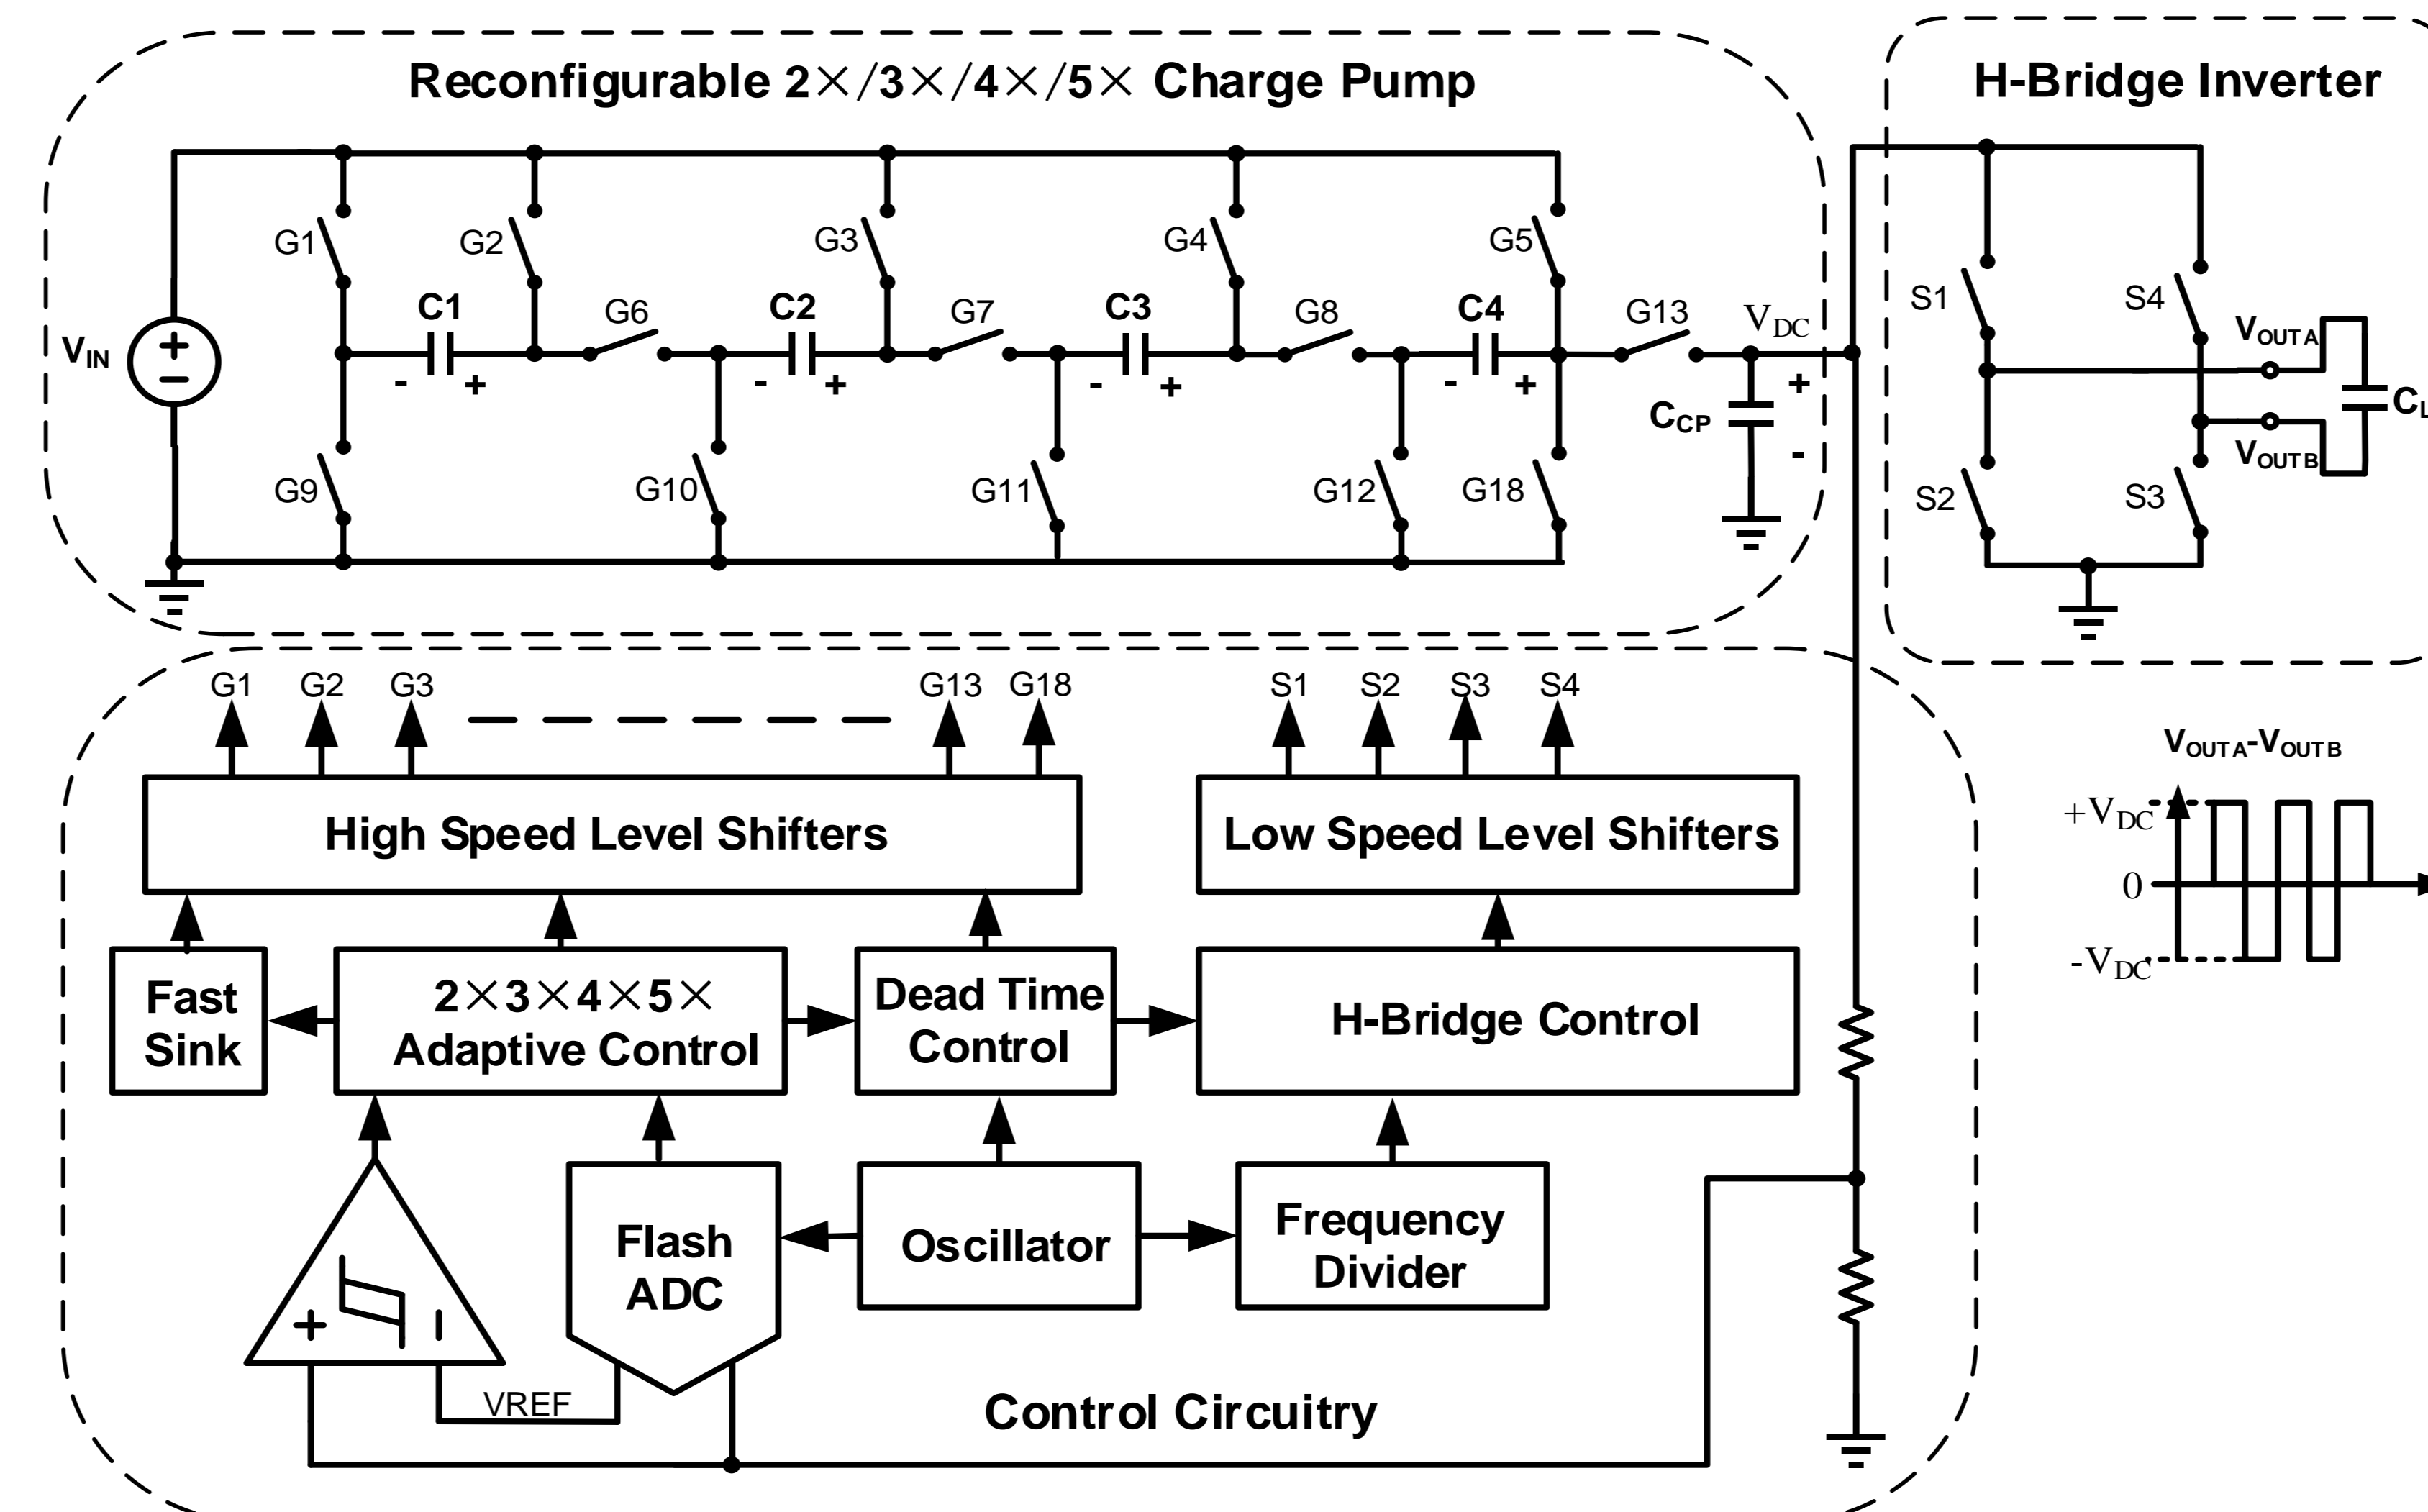 Reconfigurable 2×/3×/4×/5× Charge Pump
H-Bridge Inverter
G1
G2
G3
G4
G5
C1
G6
C2
G7
C3
G8
C4
G13
VDC
VIN
+
-
- +
- +
- +
- +
CCP
+
-
G9
G10
G11
G12
G18
S1
S4
VOUTA
CL
VOUTB
S2
S3
G1
G2
G3
G13
G18
S1
S2
S3
S4
High Speed Level Shifters
Low Speed Level Shifters
VOUTA-VOUTB
+VDC
0
-VDC
Fast
Sink
2×3×4×5×
Adaptive Control
Dead Time
Control
H-Bridge Control
Flash
ADC
Oscillator
Frequency
Divider
+ -
VREF
Control Circuitry